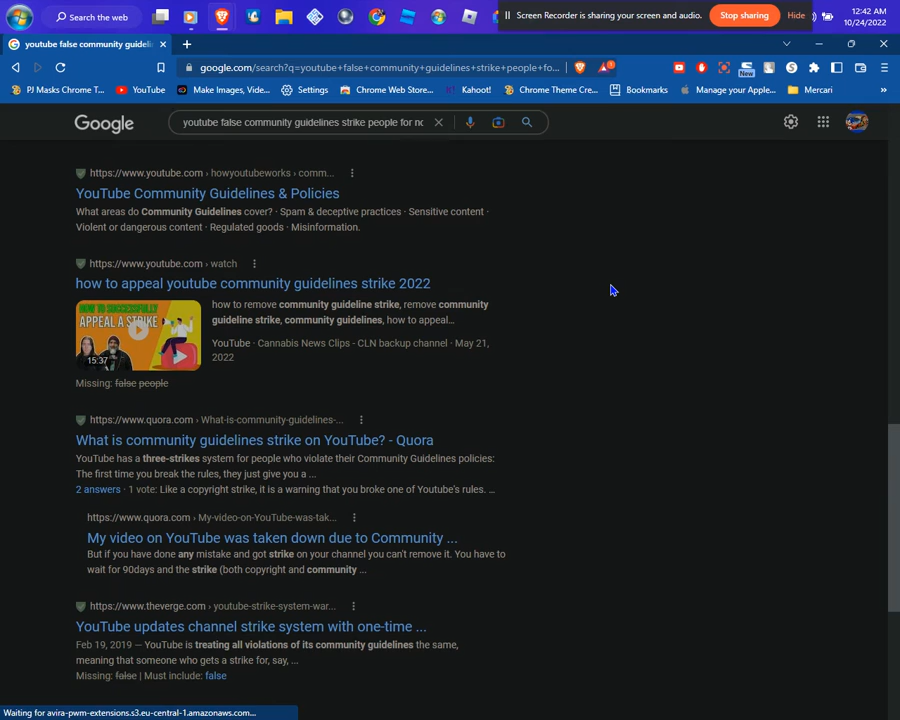 Search the web
Screen Recorder is sharing your screen and audio.
Stop sharing
Hide
12:42 AM
10/24/2022
youtube false community guideli
google.com/search?q=youtube+false+community+guidelines+strike+people+fo...
New
PJ Masks Chrome T...
YouTube
Make Images, Vide...
Settings
Chrome Web Store...
Kahoot!
Chrome Theme Cre...
Bookmarks
Manage your Apple...
Mercari
Google
youtube false community guidelines strike people for no
https://www.youtube.com › howyoutubeworks › comm...
YouTube Community Guidelines & Policies
What areas do Community Guidelines cover? · Spam & deceptive practices · Sensitive content ·
Violent or dangerous content · Regulated goods · Misinformation.
https://www.youtube.com › watch
how to appeal youtube community guidelines strike 2022
HOW TO SUCCESSFULLY
APPEAL A STRIKE
15:37
how to remove community guideline strike, remove community
guideline strike, community guidelines, how to appeal...
YouTube · Cannabis News Clips - CLN backup channel · May 21,
2022
Missing: false people
https://www.quora.com › What-is-community-guidelines-...
What is community guidelines strike on YouTube? - Quora
YouTube has a three-strikes system for people who violate their Community Guidelines policies:
The first time you break the rules, they just give you a ...
2 answers · 1 vote: Like a copyright strike, it is a warning that you broke one of Youtube's rules. ...
https://www.quora.com › My-video-on-YouTube-was-tak...
My video on YouTube was taken down due to Community ...
But if you have done any mistake and got strike on your channel you can't remove it. You have to
wait for 90days and the strike (both copyright and community ...
https://www.theverge.com › youtube-strike-system-war...
YouTube updates channel strike system with one-time ...
Feb 19, 2019 — YouTube is treating all violations of its community guidelines the same,
meaning that someone who gets a strike for, say, ...
Missing: false | Must include: false
Waiting for avira-pwm-extensions.s3.eu-central-1.amazonaws.com...